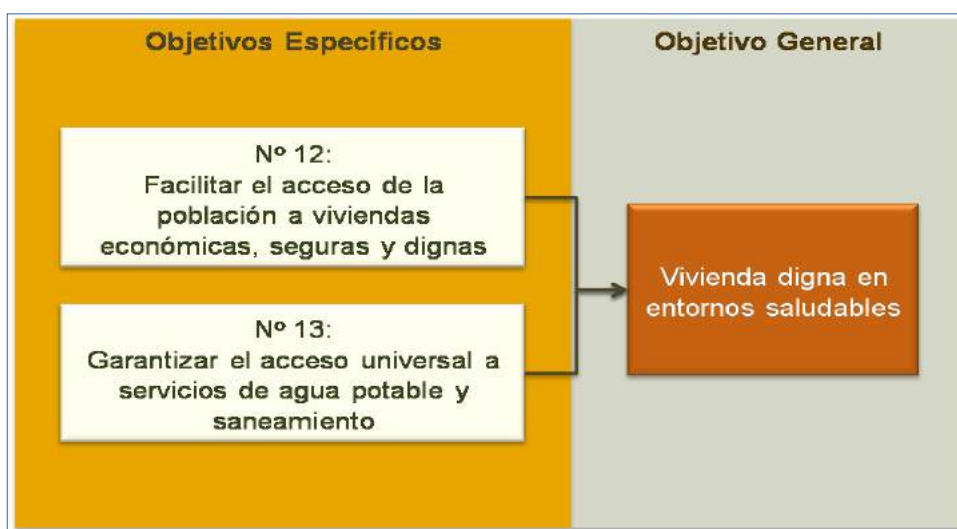 Objetivos Específicos
Objetivo General
Nº 12:
Facilitar el acceso de la
población a viviendas
económicas, seguras y dignas
Nº 13:
Garantizar el acceso universal a
servicios de agua potable y
saneamiento
Vivienda digna en
entornos saludables